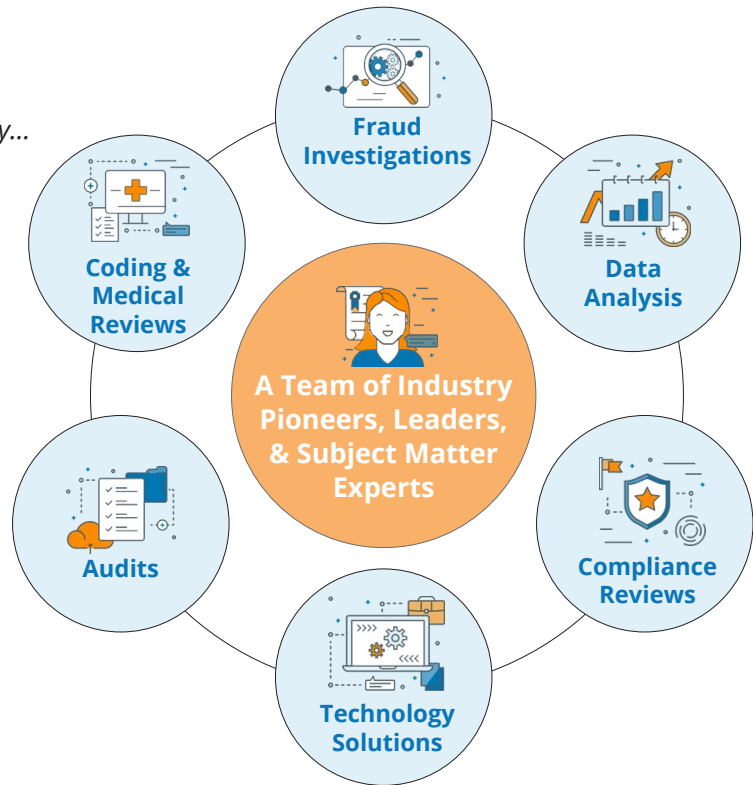 y...
Fraud
Investigations
Coding &
Medical
Reviews
Data
Analysis
A Team of Industry
Pioneers, Leaders,
& Subject Matter
Experts
Audits
Compliance
Reviews
Technology
Solutions